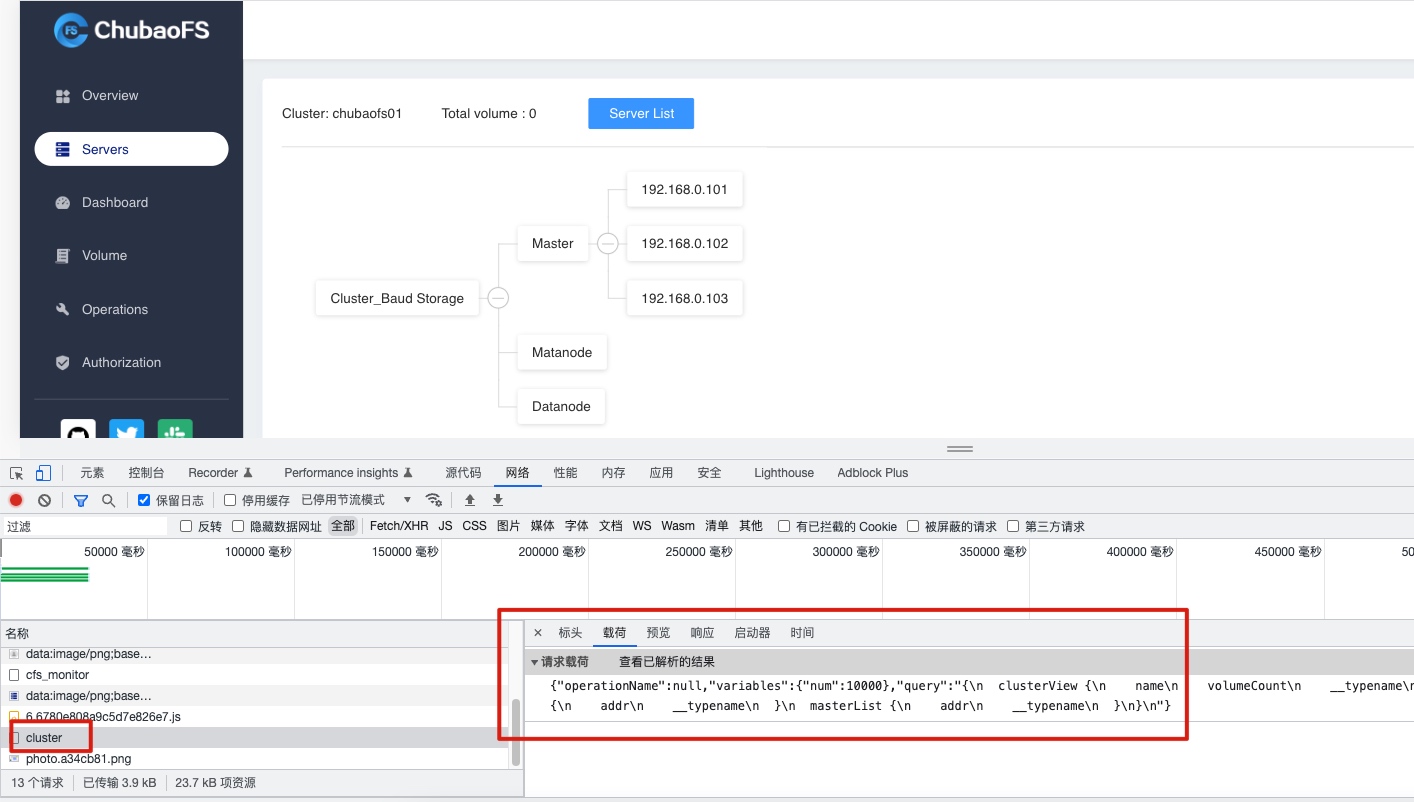 FS ChubaoFS
Overview
Servers
Dashboard
Volume
Operations
Authorization
Cluster: chubaofs01 Total volume : 0 Server List
192.168.0.101
Master 192.168.0.102
Cluster_Baud Storage 192.168.0.103
Matanode
Datanode
元素 控制台 Recorder Performance insights 源代码 网络 性能 内存 应用 安全 Lighthouse Adblock Plus
保留日志 停用缓存 已停用节流模式
过滤 反转 隐藏数据网址 全部 Fetch/XHR JS CSS 图片 媒体 字体 文档 WS Wasm 清单 其他 有已拦截的 Cookie 被屏蔽的请求 第三方请求
50000 毫秒 100000 毫秒 150000 毫秒 200000 毫秒 250000 毫秒 300000 毫秒 350000 毫秒 400000 毫秒 450000 毫秒 50
名称
data:image/png;base…
cfs_monitor
data:image/png;base…
6.6780e808a9c5d7e826e7.js
cluster
photo.a34cb81.png
13 个请求 已传输 3.9 kB 23.7 kB 项资源
× 标头 载荷 预览 响应 启动器 时间
▼请求载荷 查看已解析的结果
{"operationName":null,"variables":{"num":10000},"query":"{\n  clusterView {\n    name\n    volumeCount\n    __typename\n
{\n    addr\n    __typename\n  }\n  masterList {\n    addr\n    __typename\n  }\n}\n"}